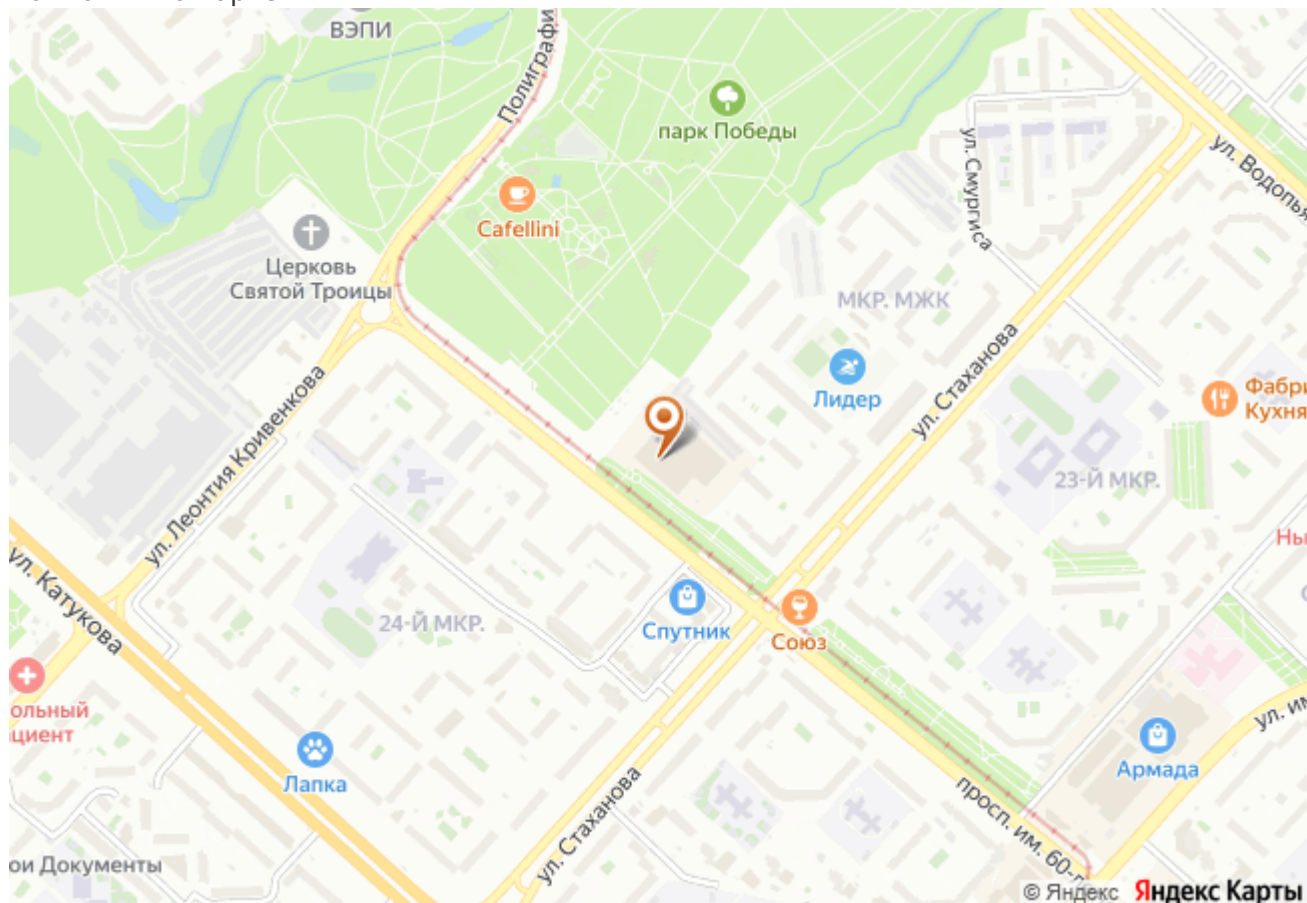 ВЭПИ
Полиграфи
парк Победы
ул. Смургиса
ул. Водопья
Cafellini
Церковь
Святой Троицы
МКР. МЖК
ул. Стаханова
Лидер
Фабри
Кухня
ул. Леонтия Кривенкова
23-Й МКР.
Ны
ул. Катукова
24-Й МКР.
Спутник
Союз
ольный
циент
Лапка
ул. им
Армада
просп. им. 60-л
ул. Стаханова
ои Документы
© Яндекс Яндекс Карты